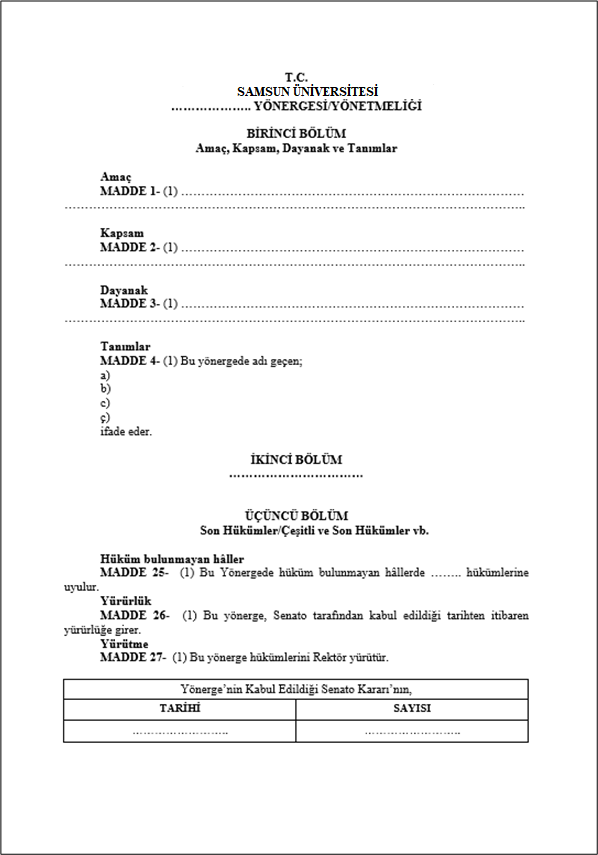 T.C.
SAMSUN ÜNİVERSİTESİ
……………….. YÖNERGESİ/YÖNETMELİĞİ
BİRİNCİ BÖLÜM
Amaç, Kapsam, Dayanak ve Tanımlar
Amaç
MADDE 1- (1) …………………………………………………………………………
…………………………………………………………………………………………………..
Kapsam
MADDE 2- (1) …………………………………………………………………………
…………………………………………………………………………………………………..
Dayanak
MADDE 3- (1) …………………………………………………………………………
…………………………………………………………………………………………………..
Tanımlar
MADDE 4- (1) Bu yönergede adı geçen;
a)
b)
c)
ç)
ifade eder.
İKİNCİ BÖLÜM
……………………………
ÜÇÜNCÜ BÖLÜM
Son Hükümler/Çeşitli ve Son Hükümler vb.
Hüküm bulunmayan hâller
MADDE 25- (1) Bu Yönergede hüküm bulunmayan hâllerde …….. hükümlerine
uyulur.
Yürürlük
MADDE 26- (1) Bu yönerge, Senato tarafından kabul edildiği tarihten itibaren
yürürlüğe girer.
Yürütme
MADDE 27- (1) Bu yönerge hükümlerini Rektör yürütür.
Yönerge’nin Kabul Edildiği Senato Kararı’nın,
TARİHİ SAYISI
…………………….. ……………………..